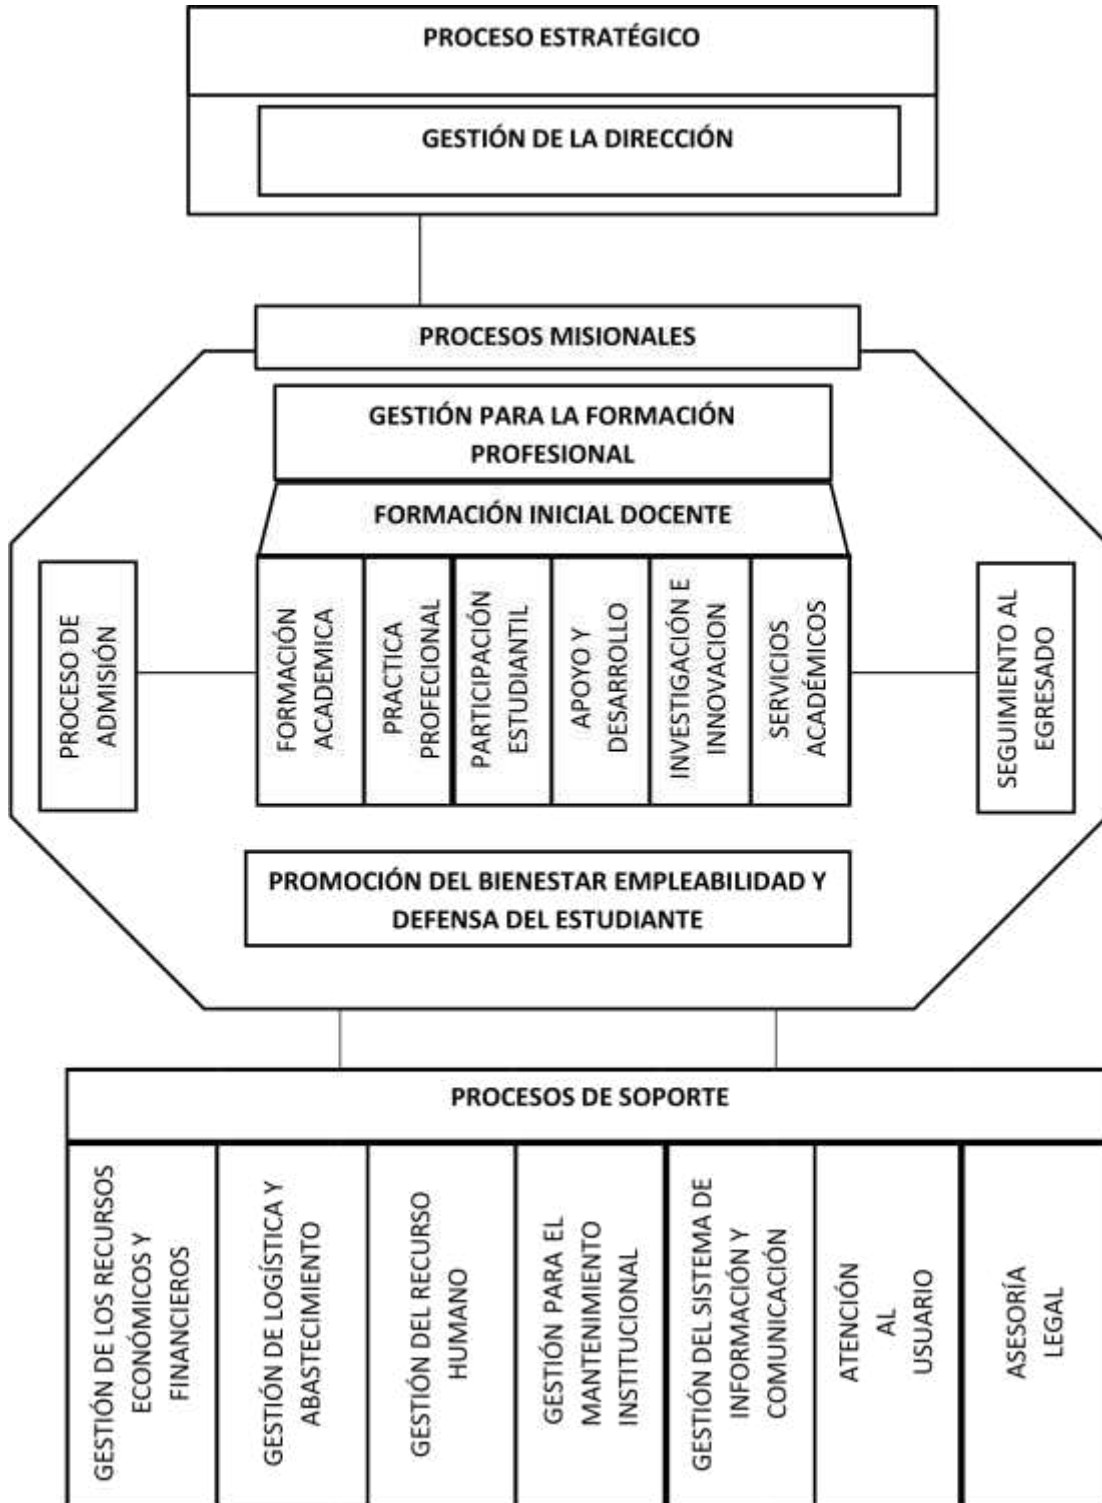 PROCESO ESTRATÉGICO
GESTIÓN DE LA DIRECCIÓN
PROCESOS MISIONALES
GESTIÓN PARA LA FORMACIÓN
PROFESIONAL
FORMACIÓN INICIAL DOCENTE
PROCESO DE
ADMISIÓN
FORMACIÓN
ACADEMICA
PRACTICA
PROFECIONAL
PARTICIPACIÓN
ESTUDIANTIL
APOYO Y
DESARROLLO
INVESTIGACIÓN E
INNOVACION
SERVICIOS
ACADÉMICOS
SEGUIMIENTO AL
EGRESADO
PROMOCIÓN DEL BIENESTAR EMPLEABILIDAD Y
DEFENSA DEL ESTUDIANTE
PROCESOS DE SOPORTE
GESTIÓN DE LOS RECURSOS
ECONÓMICOS Y
FINANCIEROS
GESTIÓN DE LOGÍSTICA Y
ABASTECIMIENTO
GESTIÓN DEL RECURSO
HUMANO
GESTIÓN PARA EL
MANTENIMIENTO
INSTITUCIONAL
GESTIÓN DEL SISTEMA DE
INFORMACIÓN Y
COMUNICACIÓN
ATENCIÓN
AL
USUARIO
ASESORÍA
LEGAL